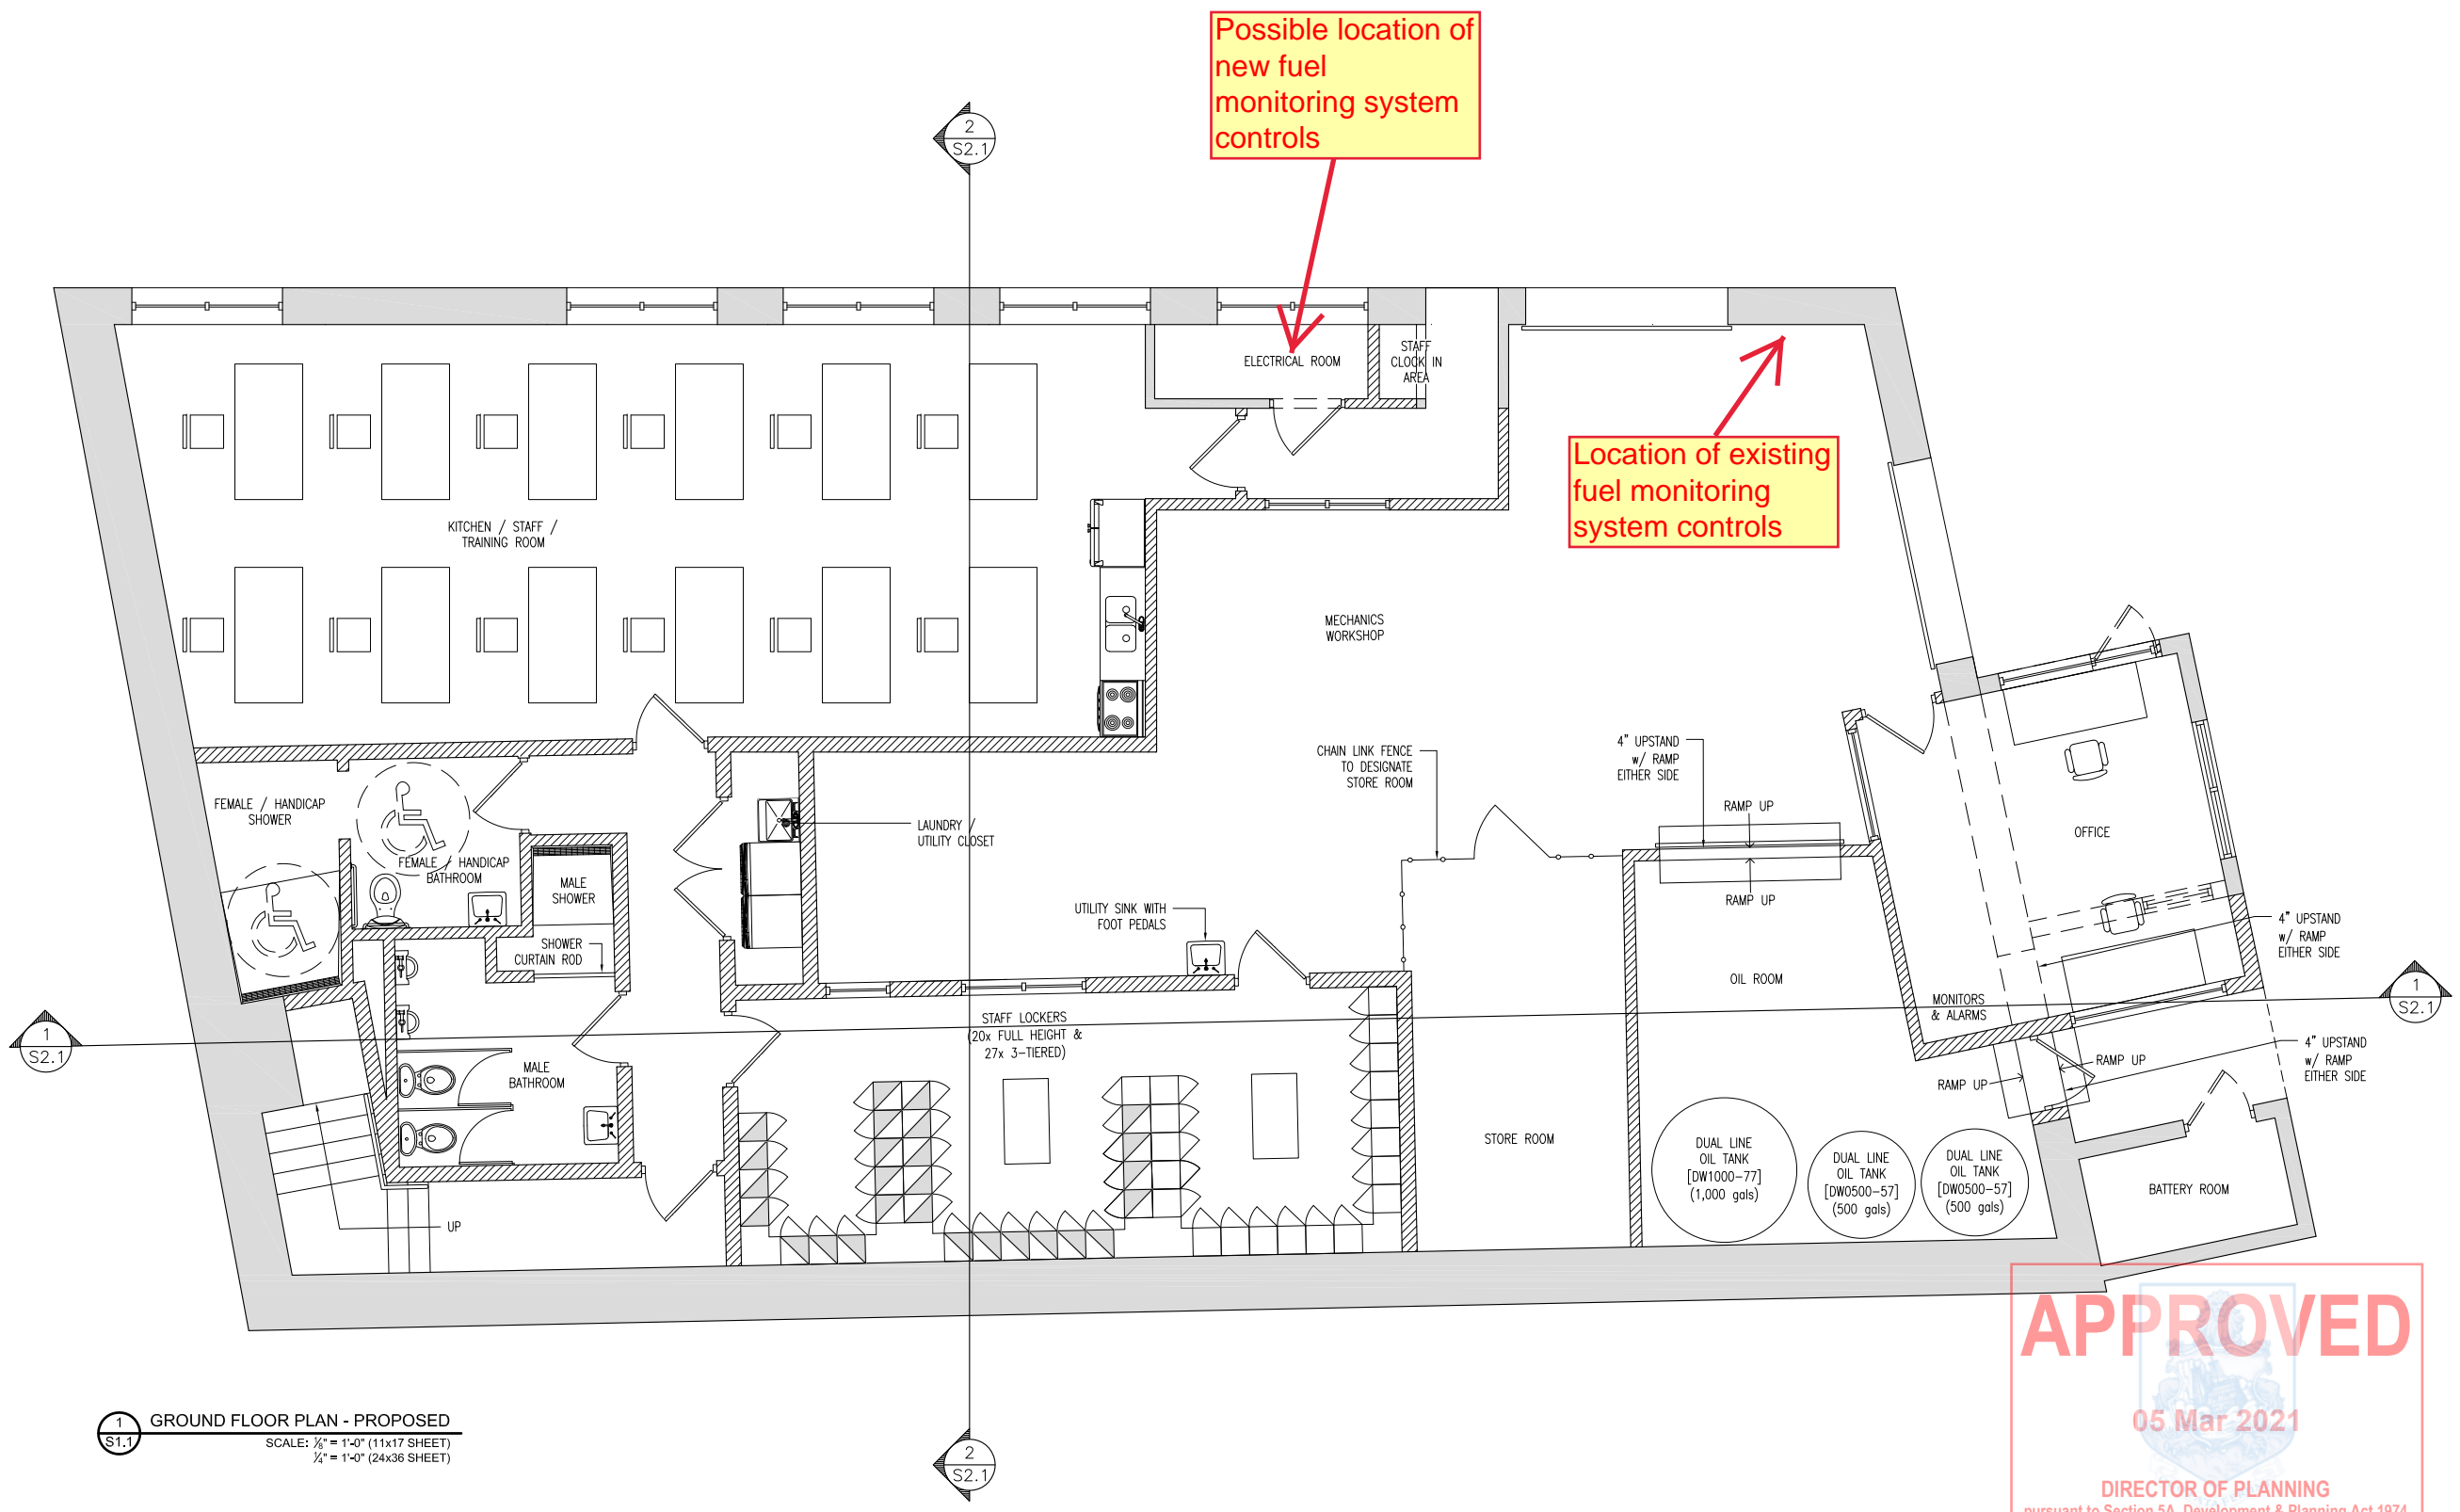 Possible location of
new fuel
monitoring system
controls
2
S2.1
ELECTRICAL ROOM
STAFF
CLOCK IN
AREA
Location of existing
fuel monitoring
system controls
KITCHEN / STAFF /
TRAINING ROOM
MECHANICS
WORKSHOP
CHAIN LINK FENCE
TO DESIGNATE
STORE ROOM
4" UPSTAND
w/ RAMP
EITHER SIDE
RAMP UP
RAMP UP
FEMALE / HANDICAP
SHOWER
FEMALE / HANDICAP
BATHROOM
MALE
SHOWER
SHOWER
CURTAIN ROD
LAUNDRY /
UTILITY CLOSET
UTILITY SINK WITH
FOOT PEDALS
OFFICE
4" UPSTAND
w/ RAMP
EITHER SIDE
OIL ROOM
MONITORS
& ALARMS
1
S2.1
1
S2.1
STAFF LOCKERS
(20x FULL HEIGHT &
27x 3-TIERED)
MALE
BATHROOM
4" UPSTAND
w/ RAMP
EITHER SIDE
RAMP UP
RAMP UP
STORE ROOM
DUAL LINE
OIL TANK
[DW1000-77]
(1,000 gals)
DUAL LINE
OIL TANK
[DW0500-57]
(500 gals)
DUAL LINE
OIL TANK
[DW0500-57]
(500 gals)
BATTERY ROOM
UP
APPROVED
05 Mar 2021
DIRECTOR OF PLANNING
pursuant to Section 5A, Development & Planning Act 1974
1
S1.1
GROUND FLOOR PLAN - PROPOSED
SCALE: ⅛" = 1'-0" (11x17 SHEET)
¼" = 1'-0" (24x36 SHEET)
2
S2.1